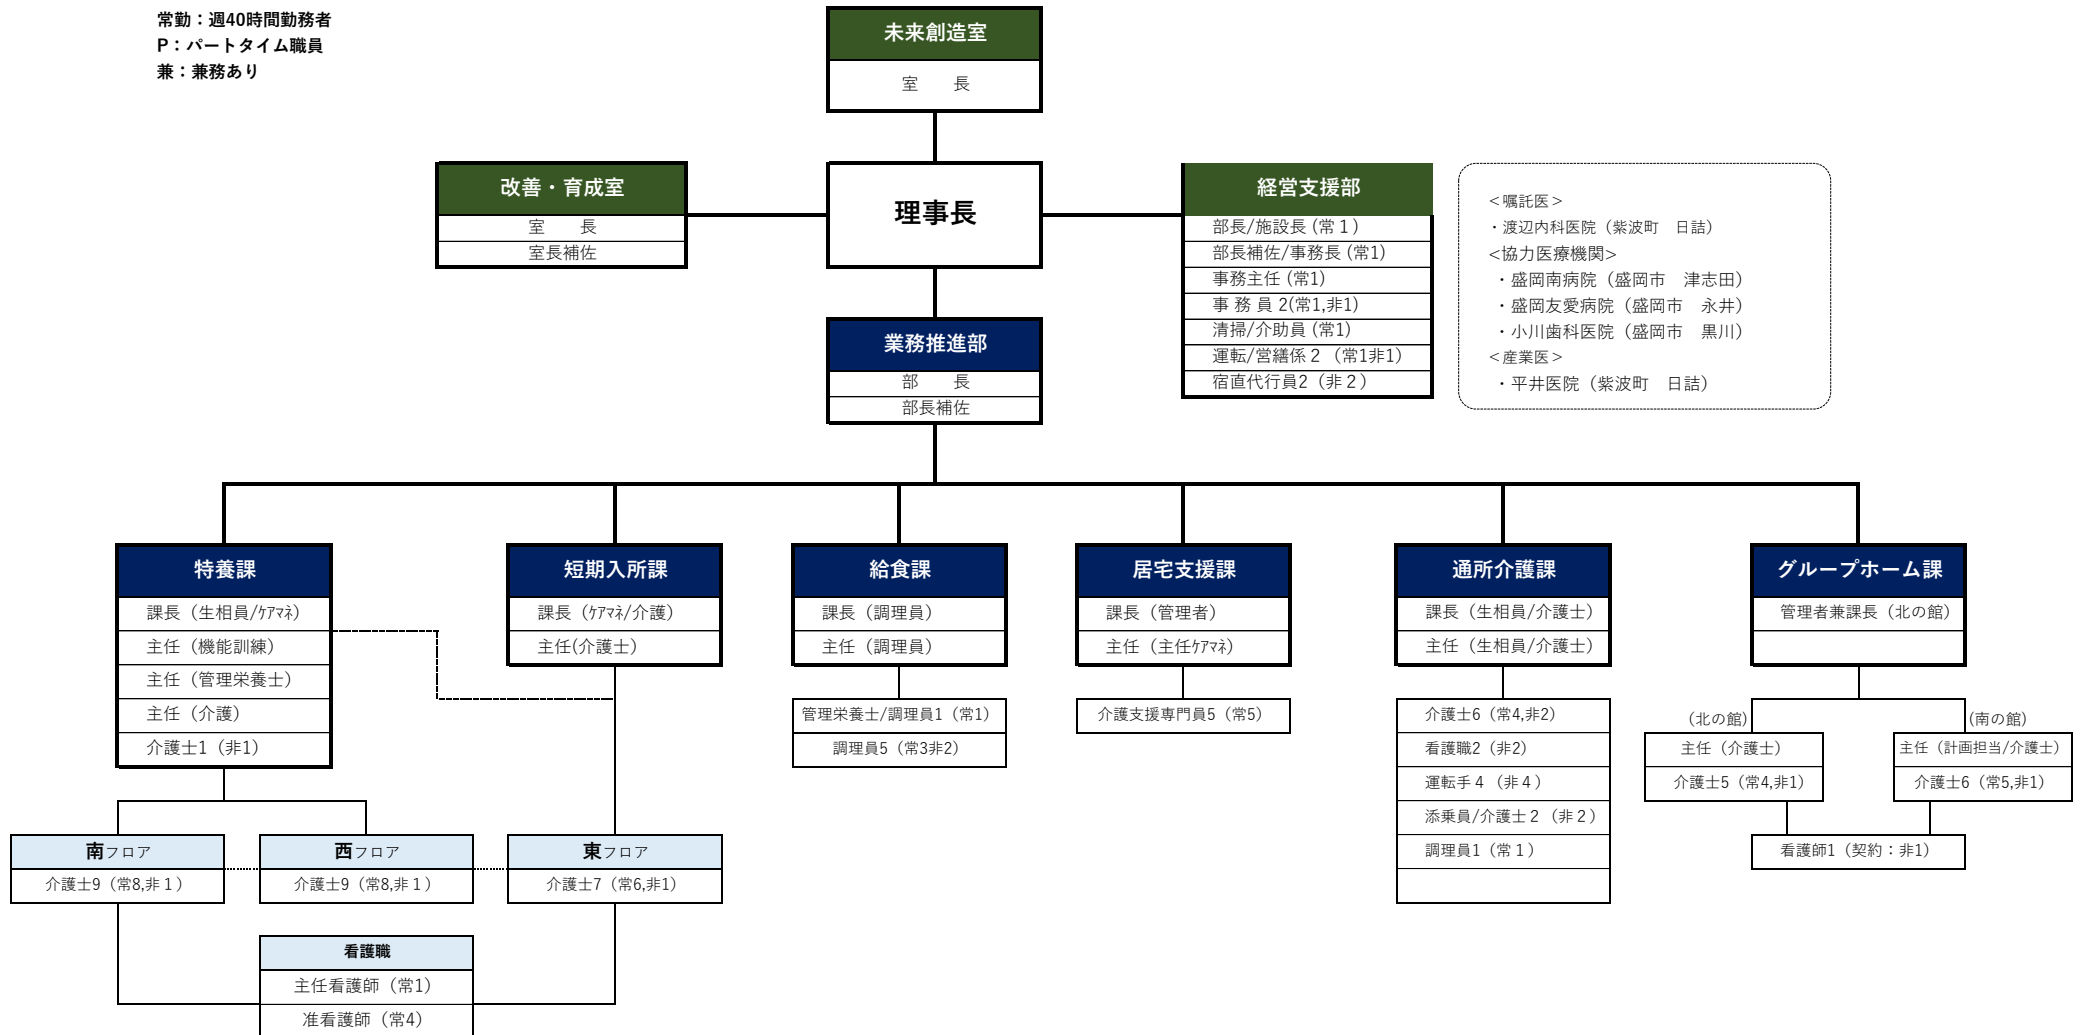 常勤：週40時間勤務者
P：パートタイム職員
兼：兼務あり
未来創造室
室　　長
改善・育成室
室　　長
室長補佐
理事長
経営支援部
部長/施設長 (常１)
部長補佐/事務長 (常1)
事務主任 (常1)
事 務 員 2(常1,非1)
清掃/介助員 (常1)
運転/営繕係２（常1非1）
宿直代行員2（非２）
＜嘱託医＞
・渡辺内科医院（紫波町　日詰）
<協力医療機関>
・盛岡南病院（盛岡市　津志田）
・盛岡友愛病院（盛岡市　永井）
・小川歯科医院（盛岡市　黒川）
＜産業医＞
・平井医院（紫波町　日詰）
業務推進部
部　　長
部長補佐
特養課
課長（生相員/ｹｱﾏﾈ）
主任（機能訓練）
主任（管理栄養士）
主任（介護）
介護士1（非1）
短期入所課
課長（ｹｱﾏﾈ/介護）
主任(介護士）
給食課
課長（調理員）
主任（調理員）
管理栄養士/調理員1（常1）
調理員5（常3非2）
居宅支援課
課長（管理者）
主任（主任ｹｱﾏﾈ）
介護支援専門員5（常5）
通所介護課
課長（生相員/介護士）
主任（生相員/介護士）
介護士6（常4,非2）
看護職2（非2）
運転手４（非４）
添乗員/介護士２（非２）
調理員1（常１）
グループホーム課
管理者兼課長（北の館）
（北の館）
主任（介護士）
介護士5（常4,非1）
（南の館）
主任（計画担当/介護士）
介護士6（常5,非1）
看護師1（契約：非1）
南フロア
介護士9（常8,非１）
西フロア
介護士9（常8,非１）
東フロア
介護士7（常6,非1）
看護職
主任看護師（常1）
准看護師（常4）